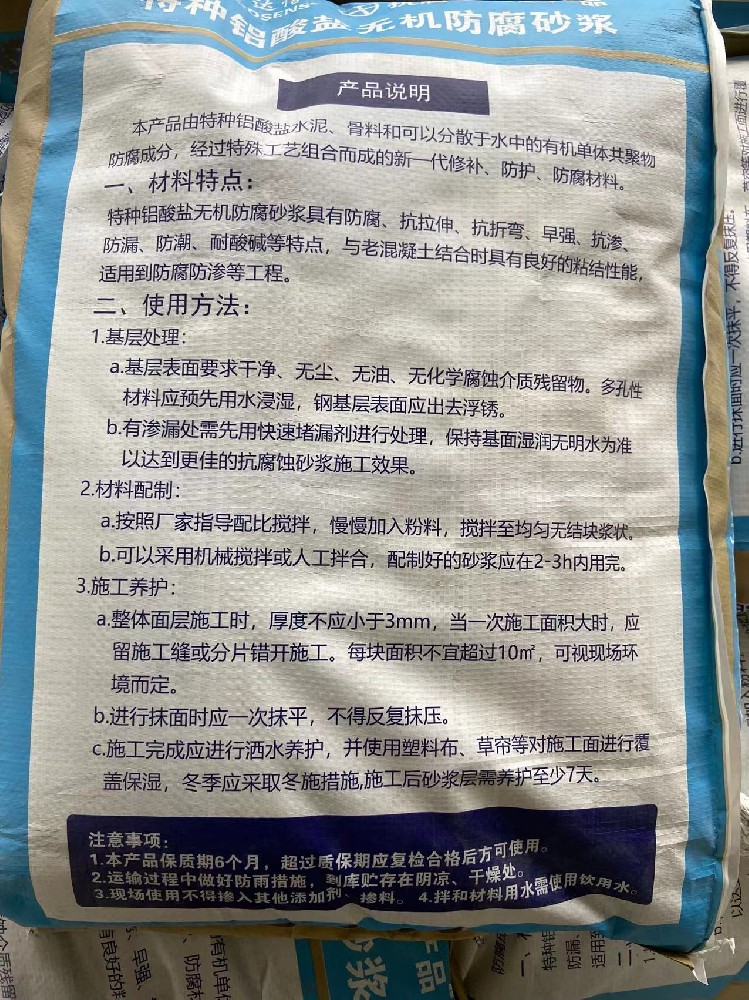 特种铝酸盐无机防腐砂浆
产品说明
本产品由特种铝酸盐水泥、骨料和可以分散于水中的有机单体共聚物
防腐成分，经过特殊工艺组合而成的新一代修补、防护、防腐材料。
一、材料特点：
特种铝酸盐无机防腐砂浆具有防腐、抗拉伸、抗折弯、早强、抗渗、
防漏、防潮、耐酸碱等特点，与老混凝土结合时具有良好的粘结性能，
适用到防腐防渗等工程。
二、使用方法：
1.基层处理：
a.基层表面要求干净、无尘、无油、无化学腐蚀介质残留物。多孔性
材料应预先用水浸湿，钢基层表面应出去浮锈。
b.有渗漏处需先用快速堵漏剂进行处理，保持基面湿润无明水为准
以达到更佳的抗腐蚀砂浆施工效果。
2.材料配制：
a.按照厂家指导配比搅拌，慢慢加入粉料，搅拌至均匀无结块浆状。
b.可以采用机械搅拌或人工拌合，配制好的砂浆应在2-3h内用完。
3.施工养护：
a.整体面层施工时，厚度不应小于3mm，当一次施工面积大时，应
留施工缝或分片错开施工。每块面积不宜超过10㎡，可视现场环
境而定。
b.进行抹面时应一次抹平，不得反复抹压。
c.施工完成应进行洒水养护，并使用塑料布、草帘等对施工面进行覆
盖保湿，冬季应采取冬施措施,施工后砂浆层需养护至少7天。
注意事项：
1.本产品保质期6个月，超过质保期应复检合格后方可使用。
2.运输过程中做好防雨措施，到库贮存在阴凉、干燥处。
3.现场使用不得掺入其他添加剂、掺料。 4.拌和材料用水需使用饮用水。
b.进行抹面时应一次抹平，不得反复抹压。